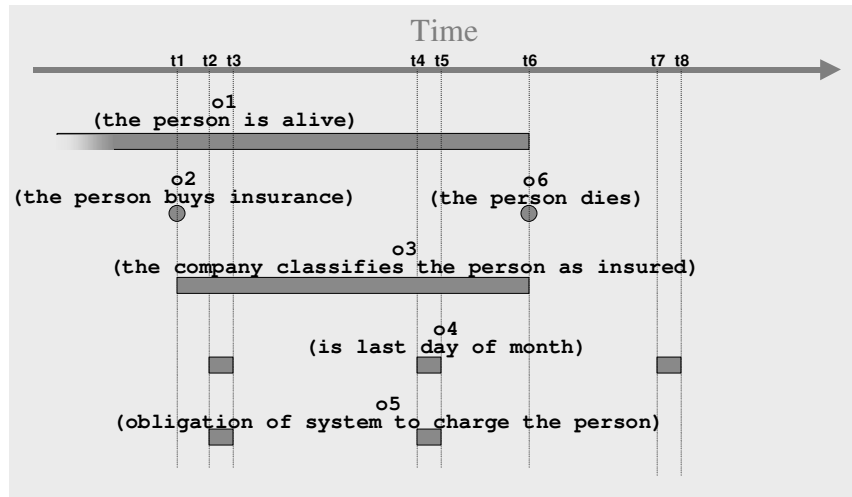 Time
t1 t2 t3 t4 t5 t6 t7 t8
o1
(the person is alive)
o2 o6
(the person buys insurance) (the person dies)
o3
(the company classifies the person as insured)
o4
(is last day of month)
o5
(obligation of system to charge the person)